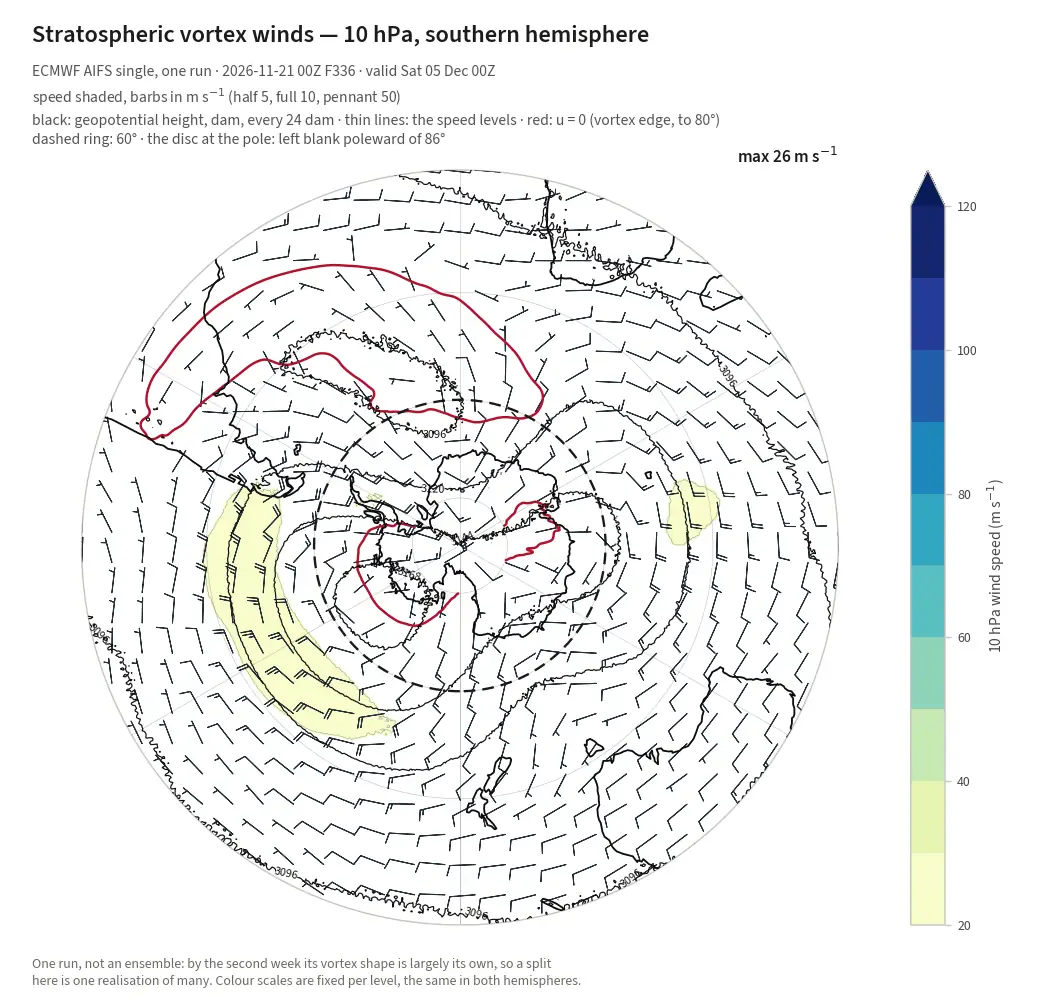 Stratospheric vortex winds — 10 hPa, southern hemisphere
ECMWF AIFS single, one run · 2026-11-21 00Z F336 · valid Sat 05 Dec 00Z
speed shaded, barbs in m s⁻¹ (half 5, full 10, pennant 50)
black: geopotential height, dam, every 24 dam · thin lines: the speed levels · red: u = 0 (vortex edge, to 80°)
dashed ring: 60° · the disc at the pole: left blank poleward of 86°
max 26 m s⁻¹
120
100
80
60
40
20
10 hPa wind speed (m s⁻¹)
3096
3096
3120
3096
3096
3096
3096
One run, not an ensemble: by the second week its vortex shape is largely its own, so a split
here is one realisation of many. Colour scales are fixed per level, the same in both hemispheres.